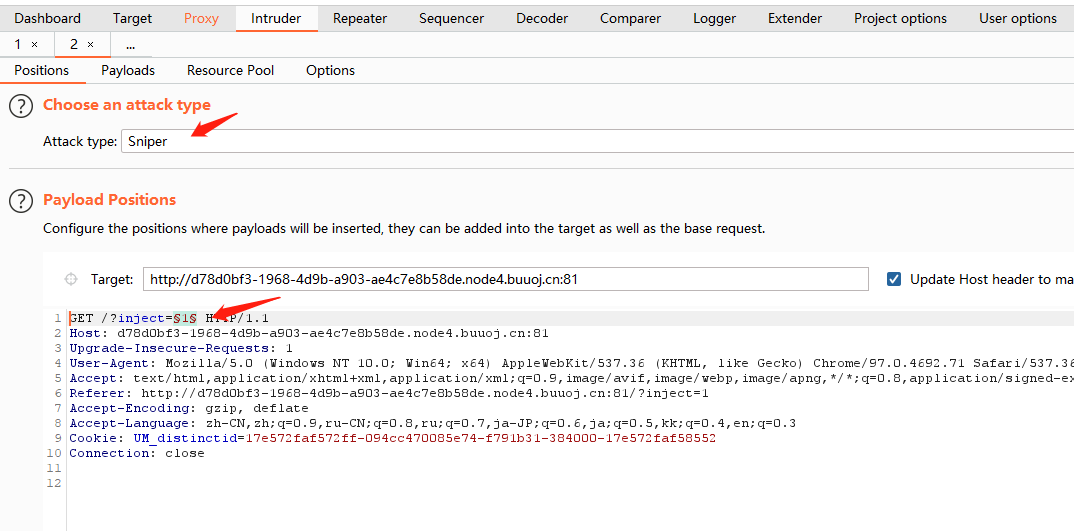 Dashboard Target Proxy Intruder Repeater Sequencer Decoder Comparer Logger Extender Project options User options
1 × 2 × ...
Positions Payloads Resource Pool Options
? Choose an attack type
Attack type: Sniper
? Payload Positions
Configure the positions where payloads will be inserted, they can be added into the target as well as the base request.
Target: http://d78d0bf3-1968-4d9b-a903-ae4c7e8b58de.node4.buuoj.cn:81 Update Host header to ma
1 GET /?inject=§1§ HTTP/1.1
2 Host: d78d0bf3-1968-4d9b-a903-ae4c7e8b58de.node4.buuoj.cn:81
3 Upgrade-Insecure-Requests: 1
4 User-Agent: Mozilla/5.0 (Windows NT 10.0; Win64; x64) AppleWebKit/537.36 (KHTML, like Gecko) Chrome/97.0.4692.71 Safari/537.36
5 Accept: text/html,application/xhtml+xml,application/xml;q=0.9,image/avif,image/webp,image/apng,*/*;q=0.8,application/signed-ex
6 Referer: http://d78d0bf3-1968-4d9b-a903-ae4c7e8b58de.node4.buuoj.cn:81/?inject=1
7 Accept-Encoding: gzip, deflate
8 Accept-Language: zh-CN,zh;q=0.9,ru-CN;q=0.8,ru;q=0.7,ja-JP;q=0.6,ja;q=0.5,kk;q=0.4,en;q=0.3
9 Cookie: UM_distinctid=17e572faf572ff-094cc470085e74-f791b31-384000-17e572faf58552
10 Connection: close
11
12